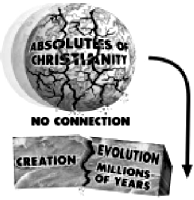 ABSOLUTES OF
CHRISTIANITY
NO CONNECTION
CREATION
EVOLUTION
MILLIONS
OF YEARS